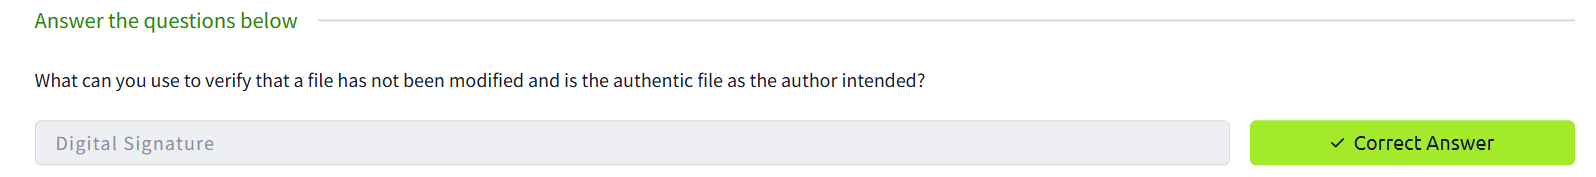 Answer the questions below
What can you use to verify that a file has not been modified and is the authentic file as the author intended?
Digital Signature
✓ Correct Answer